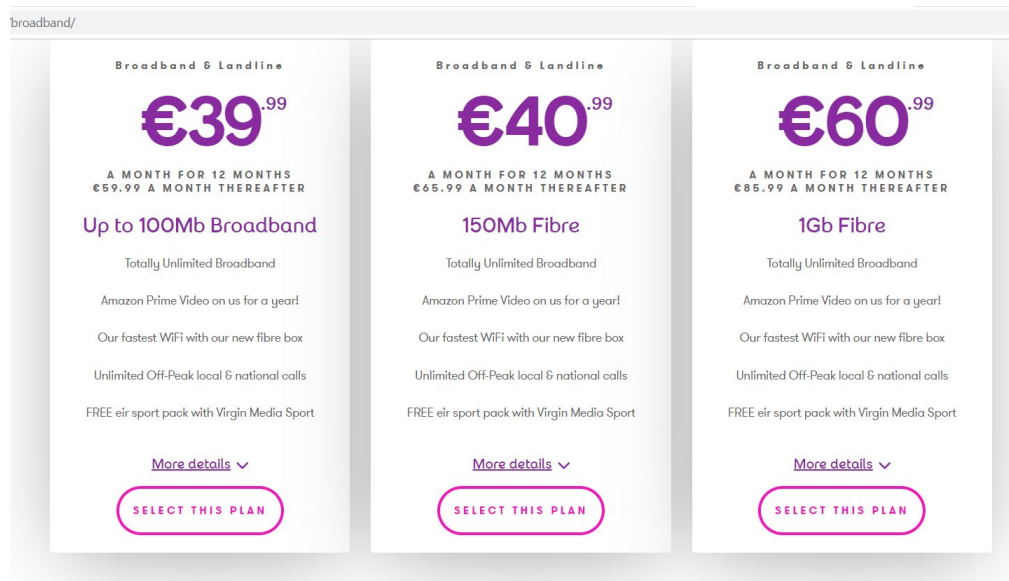 /broadband/
Broadband & Landline
€39.99
A MONTH FOR 12 MONTHS
€59.99 A MONTH THEREAFTER
Up to 100Mb Broadband
Totally Unlimited Broadband
Amazon Prime Video on us for a year!
Our fastest WiFi with our new fibre box
Unlimited Off-Peak local & national calls
FREE eir sport pack with Virgin Media Sport
More details
SELECT THIS PLAN
Broadband & Landline
€40.99
A MONTH FOR 12 MONTHS
€65.99 A MONTH THEREAFTER
150Mb Fibre
Totally Unlimited Broadband
Amazon Prime Video on us for a year!
Our fastest WiFi with our new fibre box
Unlimited Off-Peak local & national calls
FREE eir sport pack with Virgin Media Sport
More details
SELECT THIS PLAN
Broadband & Landline
€60.99
A MONTH FOR 12 MONTHS
€85.99 A MONTH THEREAFTER
1Gb Fibre
Totally Unlimited Broadband
Amazon Prime Video on us for a year!
Our fastest WiFi with our new fibre box
Unlimited Off-Peak local & national calls
FREE eir sport pack with Virgin Media Sport
More details
SELECT THIS PLAN